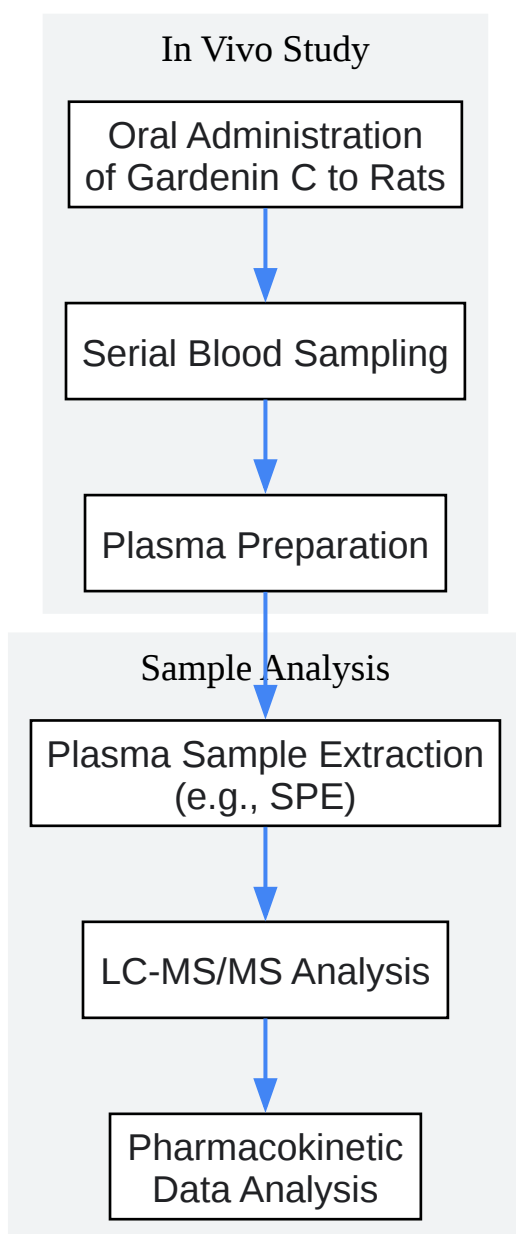 In Vivo Study
Oral Administration
of Gardenin C to Rats
Serial Blood Sampling
Plasma Preparation
Sample Analysis
Plasma Sample Extraction
(e.g., SPE)
LC-MS/MS Analysis
Pharmacokinetic
Data Analysis